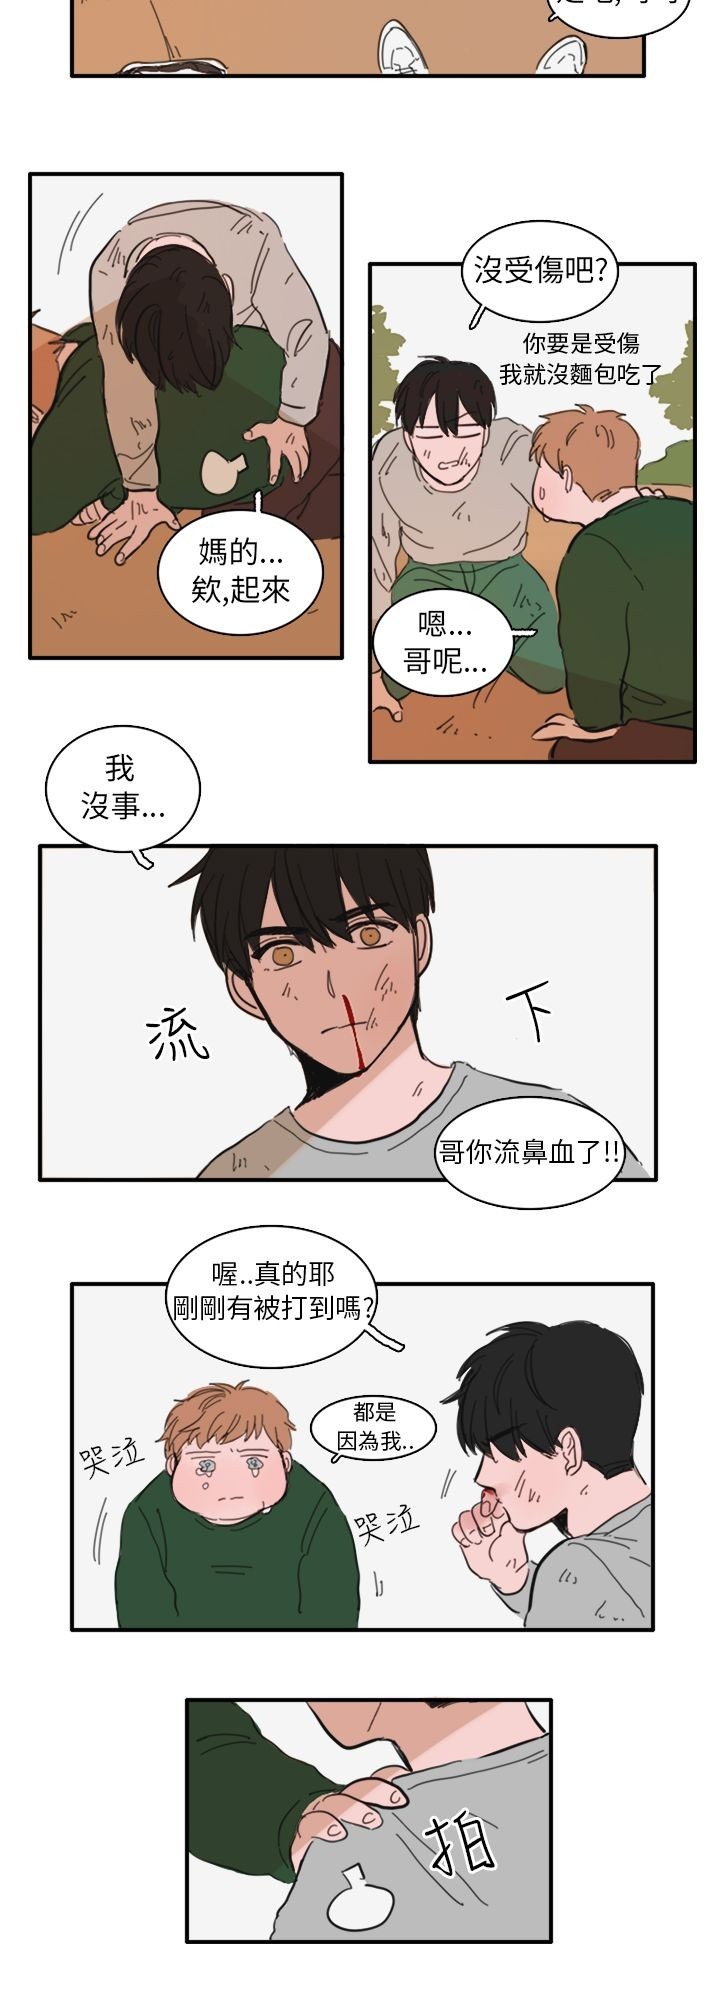 媽的...
欸,起來
沒受傷吧?
你要是受傷
我就沒麵包吃了
嗯...
哥呢...
我
沒事...
流
下
哥你流鼻血了!!
喔..真的耶
剛剛有被打到嗎?
都是
因為我..
哭泣
哭泣
拍